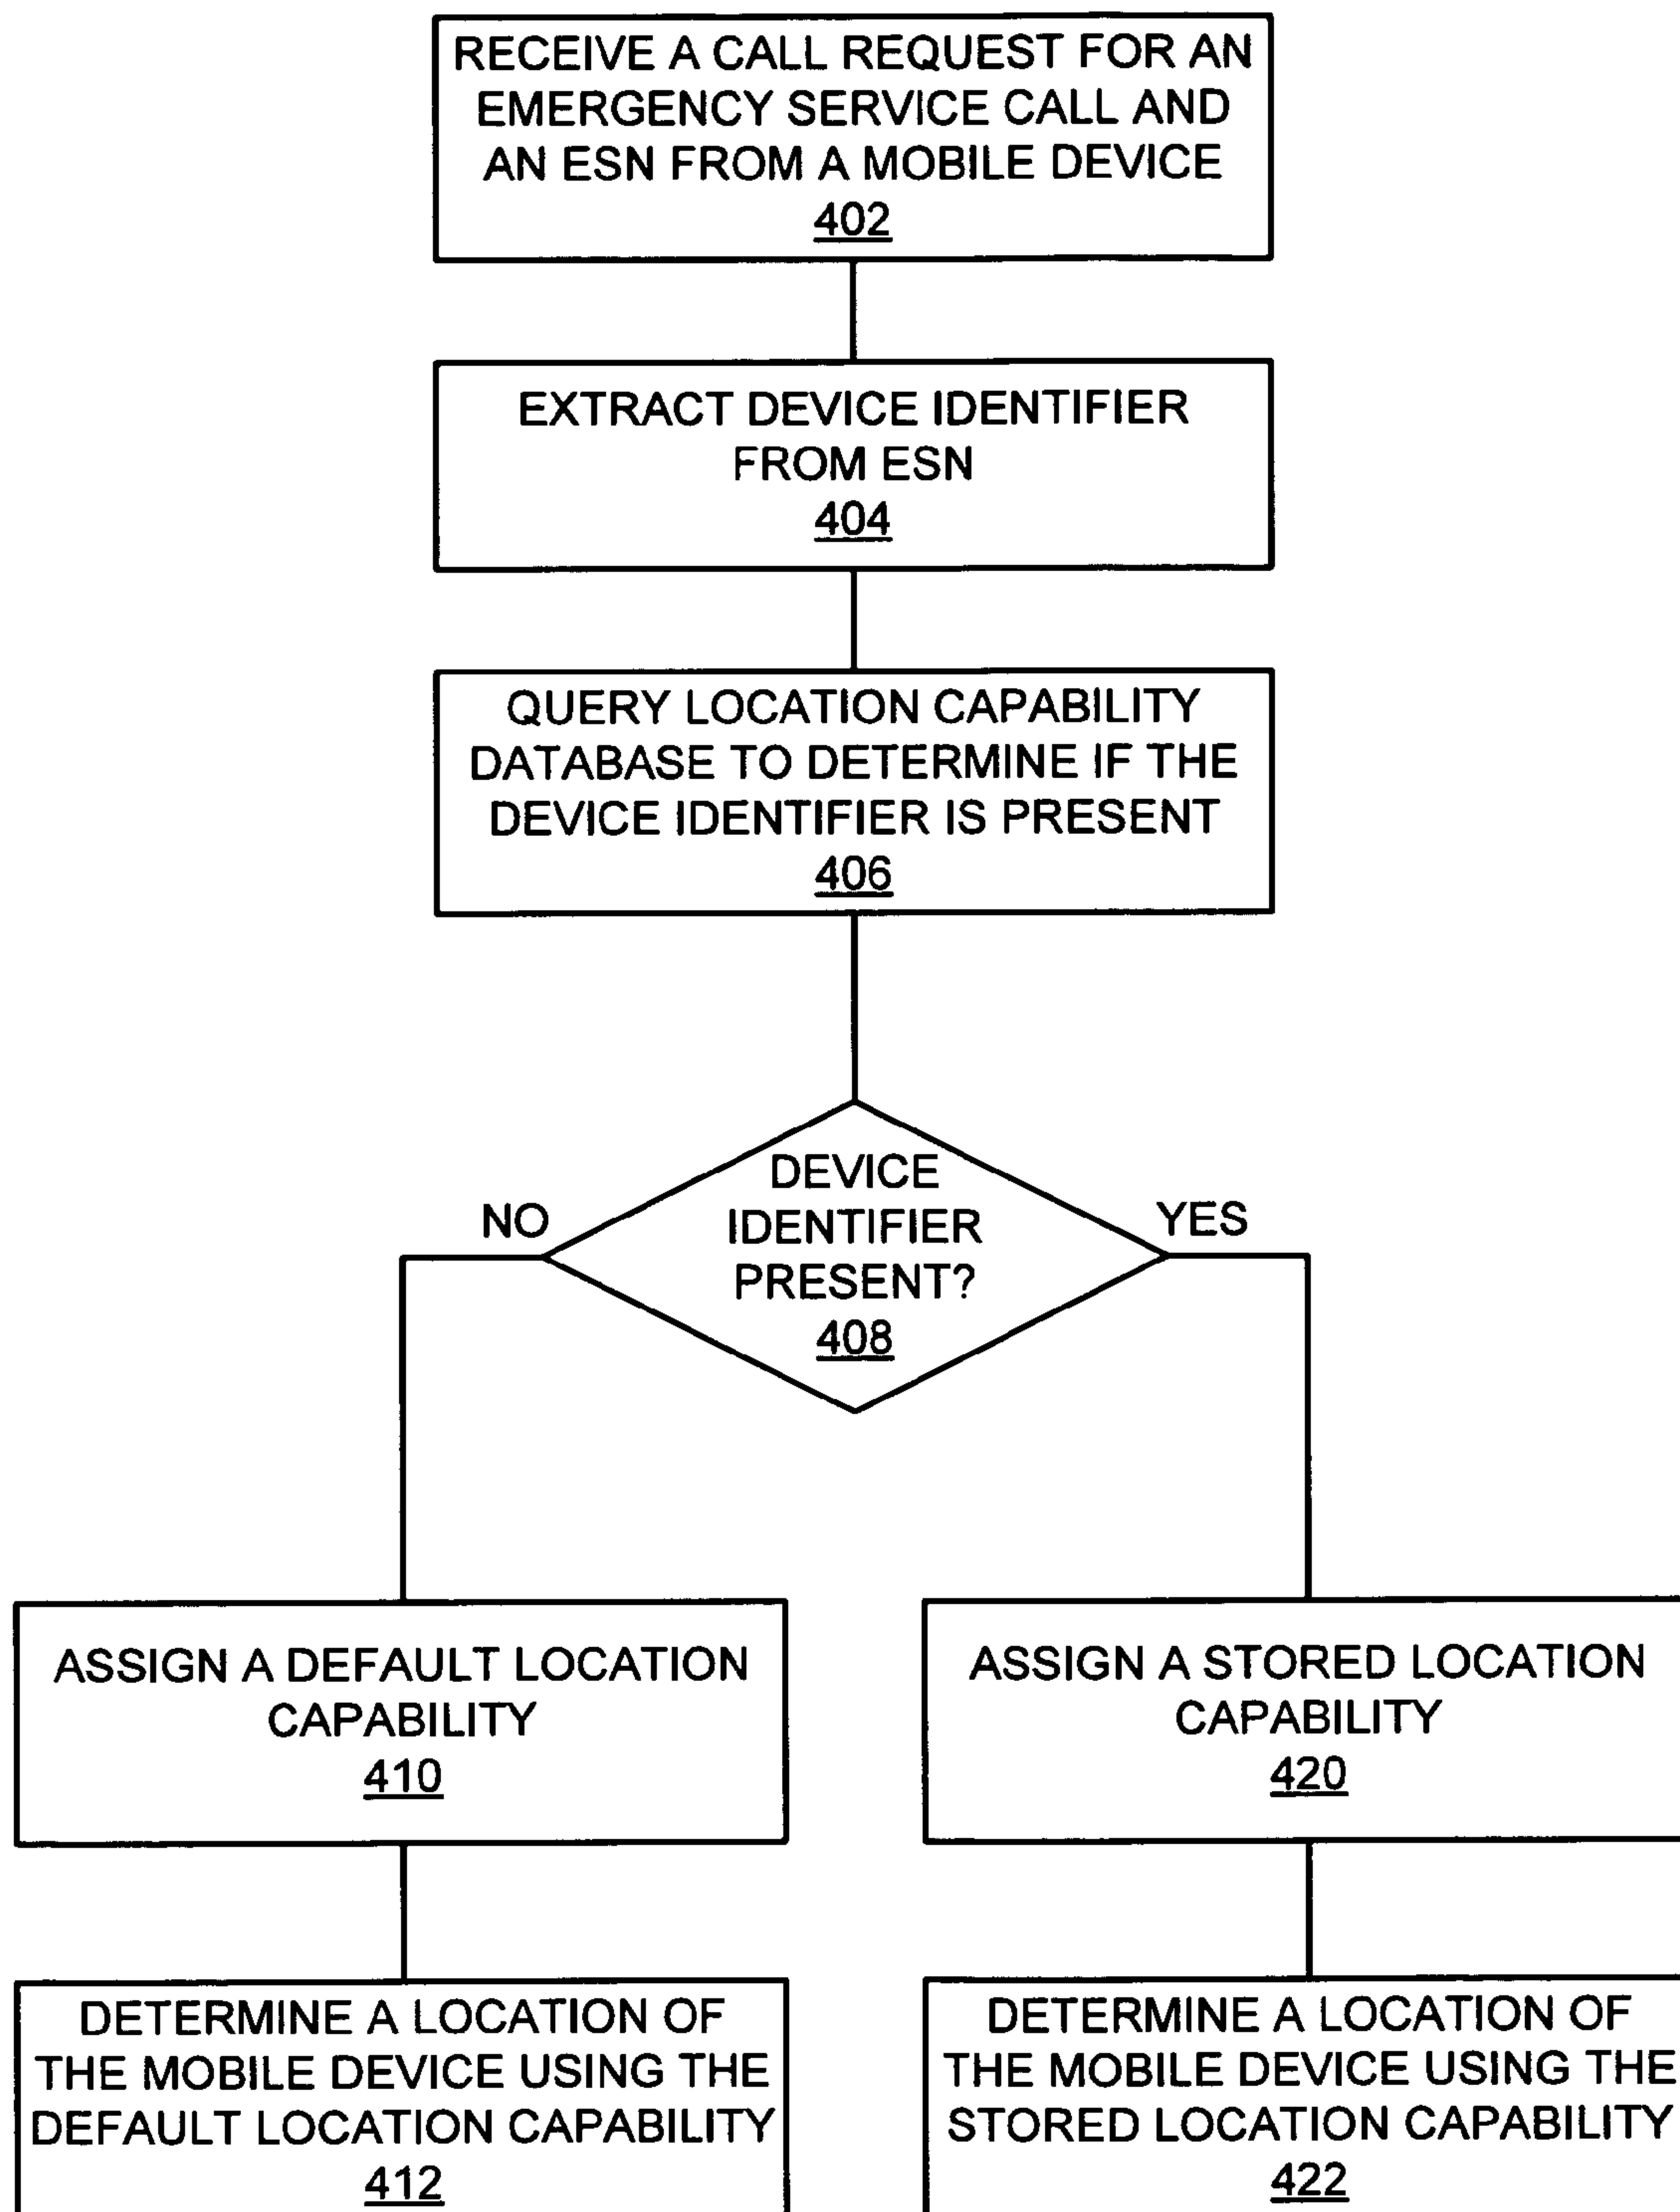 RECEIVE A CALL REQUEST FOR AN
EMERGENCY SERVICE CALL AND
AN ESN FROM A MOBILE DEVICE
402
EXTRACT DEVICE IDENTIFIER
FROM ESN
404
QUERY LOCATION CAPABILITY
DATABASE TO DETERMINE IF THE
DEVICE IDENTIFIER IS PRESENT
406
DEVICE
IDENTIFIER
PRESENT?
408
NO
YES
ASSIGN A DEFAULT LOCATION
CAPABILITY
410
ASSIGN A STORED LOCATION
CAPABILITY
420
DETERMINE A LOCATION OF
THE MOBILE DEVICE USING THE
DEFAULT LOCATION CAPABILITY
412
DETERMINE A LOCATION OF
THE MOBILE DEVICE USING THE
STORED LOCATION CAPABILITY
422